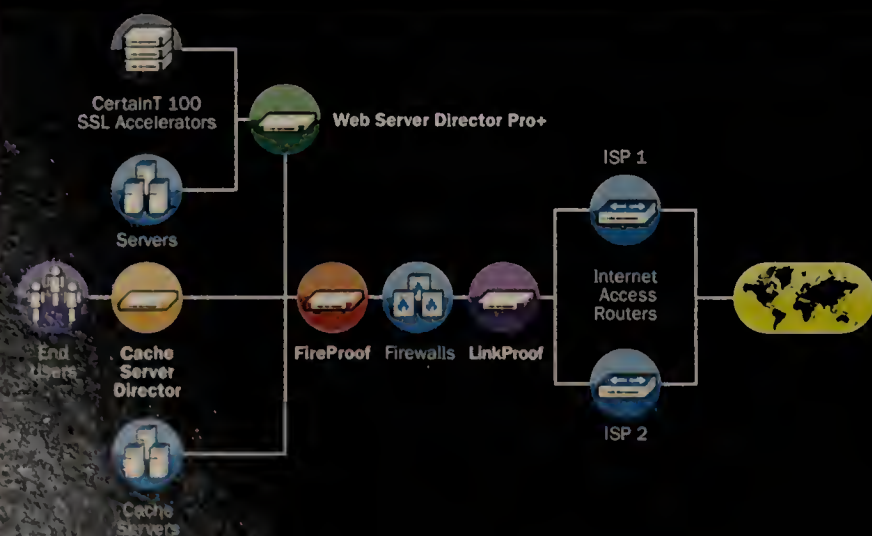 CertainT 100
SSL Accelerators
Web Server Director Pro+
Servers
ISP 1
Internet
Access
Routers
End
Users
Cache
Server
Director
FireProof
Firewalls
LinkProof
ISP 2
Cache
Servers